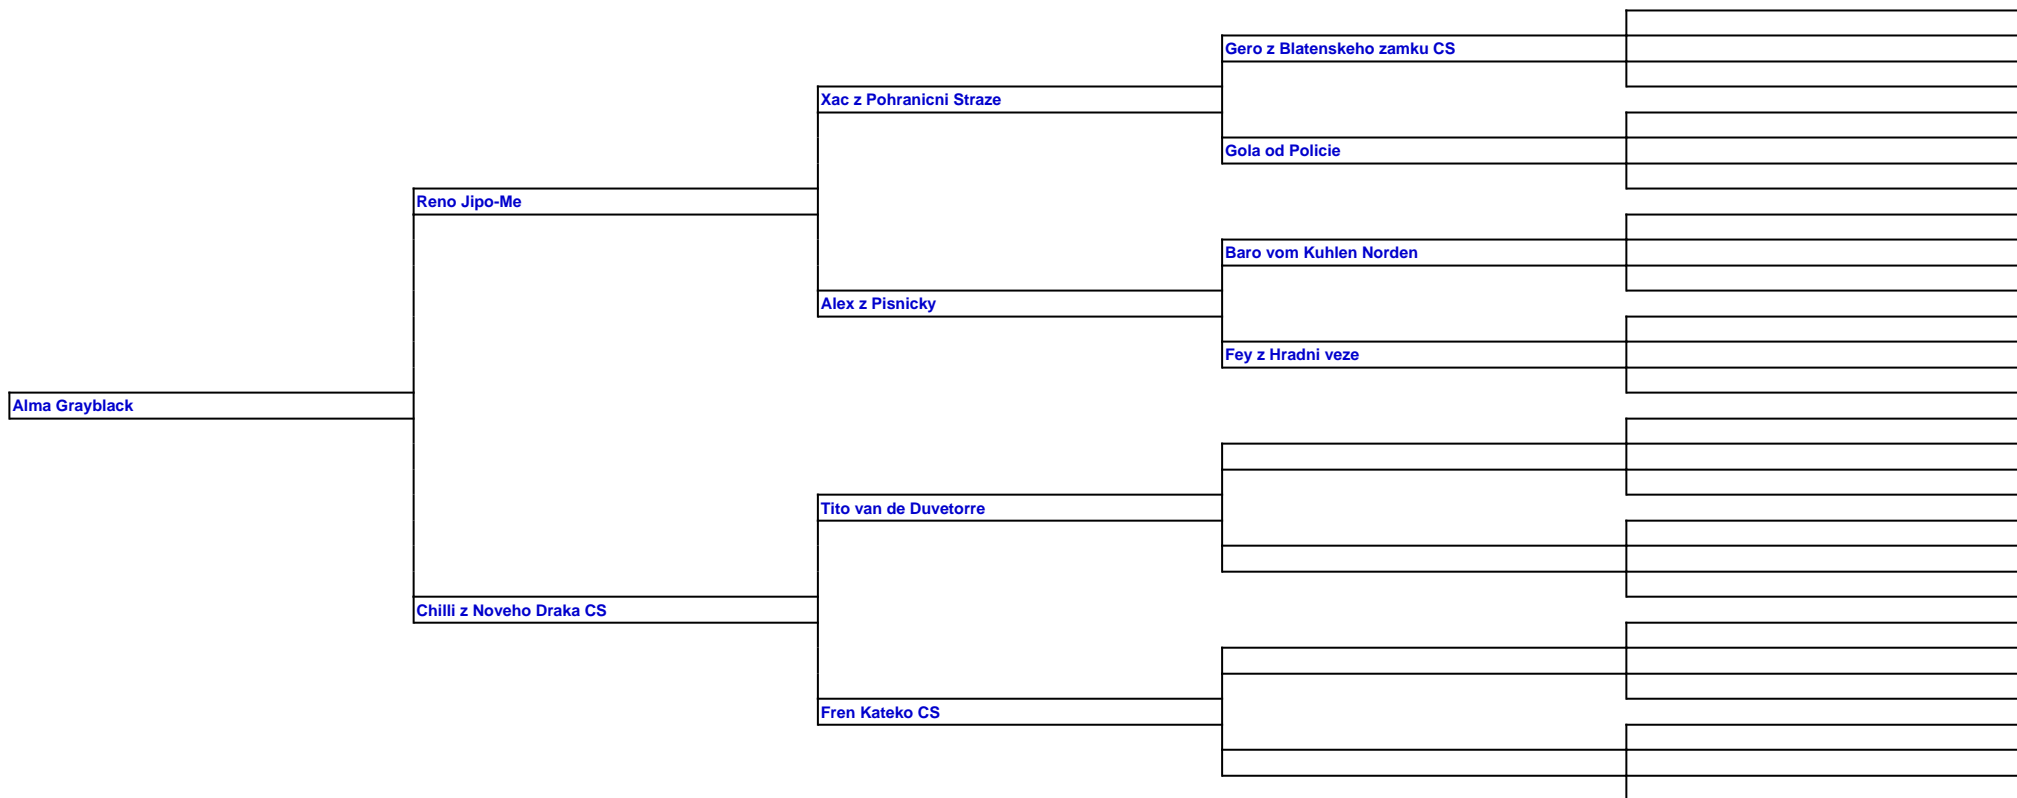 Gero z Blatenskeho zamku CS
Xac z Pohranicni Straze
Gola od Policie
Reno Jipo-Me
Baro vom Kuhlen Norden
Alex z Pisnicky
Fey z Hradni veze
Alma Grayblack
Tito van de Duvetorre
Chilli z Noveho Draka CS
Fren Kateko CS